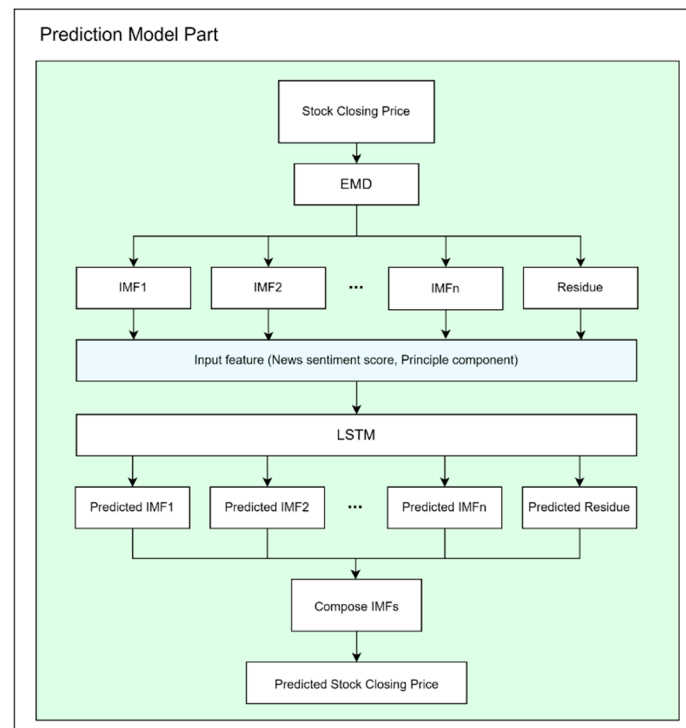 Prediction Model Part
Stock Closing Price
EMD
IMF1
IMF2
...
IMFn
Residue
Input feature (News sentiment score, Principle component)
LSTM
Predicted IMF1
Predicted IMF2
...
Predicted IMFn
Predicted Residue
Compose IMFs
Predicted Stock Closing Price